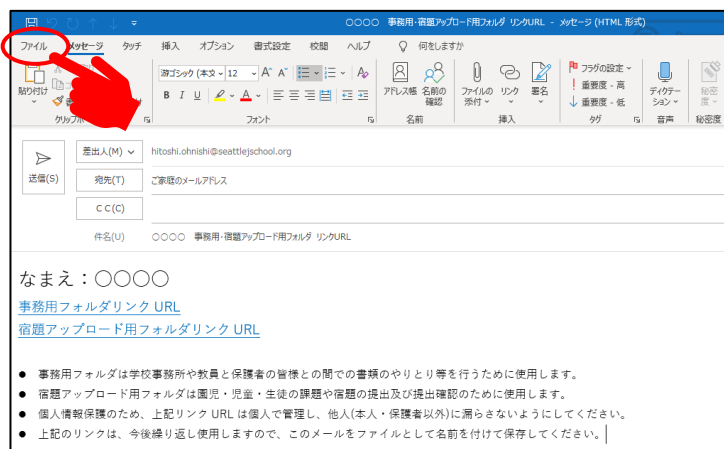 〇〇〇〇 事務用・宿題アップロード用フォルダ リンクURL - メッセージ (HTML 形式)
ファイル メッセージ タッチ 挿入 オプション 書式設定 校閲 ヘルプ 何をしますか
貼り付け
游ゴシック (本文 12 A^ A˅
B I U A
クリップボ フォント
アドレス帳 名前の確認
名前
ファイルの添付 リンク 署名
挿入
フラグの設定
! 重要度 - 高
↓ 重要度 - 低
タグ
ディクテーション
音声
秘密度
秘密度
送信(S)
差出人(M) hitoshi.ohnishi@seattlejschool.org
宛先(T) ご家庭のメールアドレス
C C (C)
件名(U) 〇〇〇〇 事務用・宿題アップロード用フォルダ リンクURL
なまえ：〇〇〇〇
事務用フォルダリンク URL
宿題アップロード用フォルダリンク URL
● 事務用フォルダは学校事務所や教員と保護者の皆様との間での書類のやりとり等を行うために使用します。
● 宿題アップロード用フォルダは園児・児童・生徒の課題や宿題の提出及び提出確認のために使用します。
● 個人情報保護のため、上記リンク URL は個人で管理し、他人(本人・保護者以外)に漏らさないようにしてください。
● 上記のリンクは、今後繰り返し使用しますので、このメールをファイルとして名前を付けて保存してください。